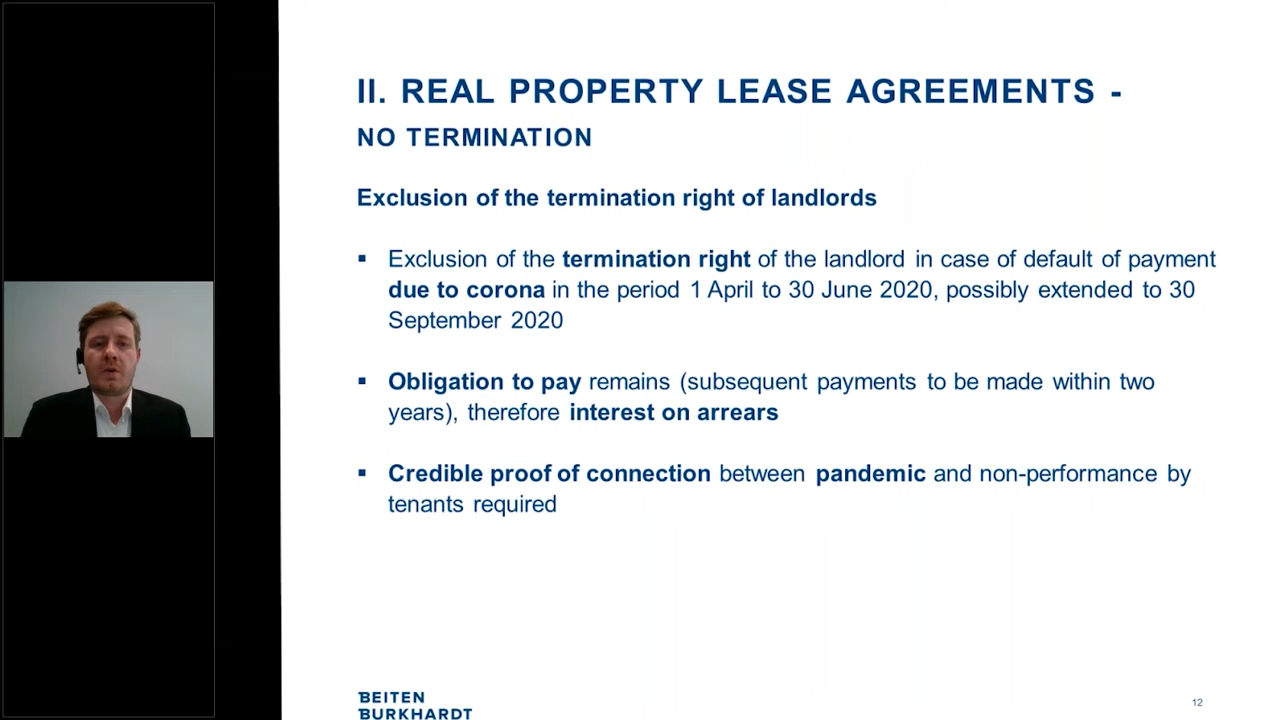 II. REAL PROPERTY LEASE AGREEMENTS -
NO TERMINATION
Exclusion of the termination right of landlords
▪ Exclusion of the termination right of the landlord in case of default of payment
due to corona in the period 1 April to 30 June 2020, possibly extended to 30
September 2020
▪ Obligation to pay remains (subsequent payments to be made within two
years), therefore interest on arrears
▪ Credible proof of connection between pandemic and non-performance by
tenants required
BEITEN
BURKHARDT
12